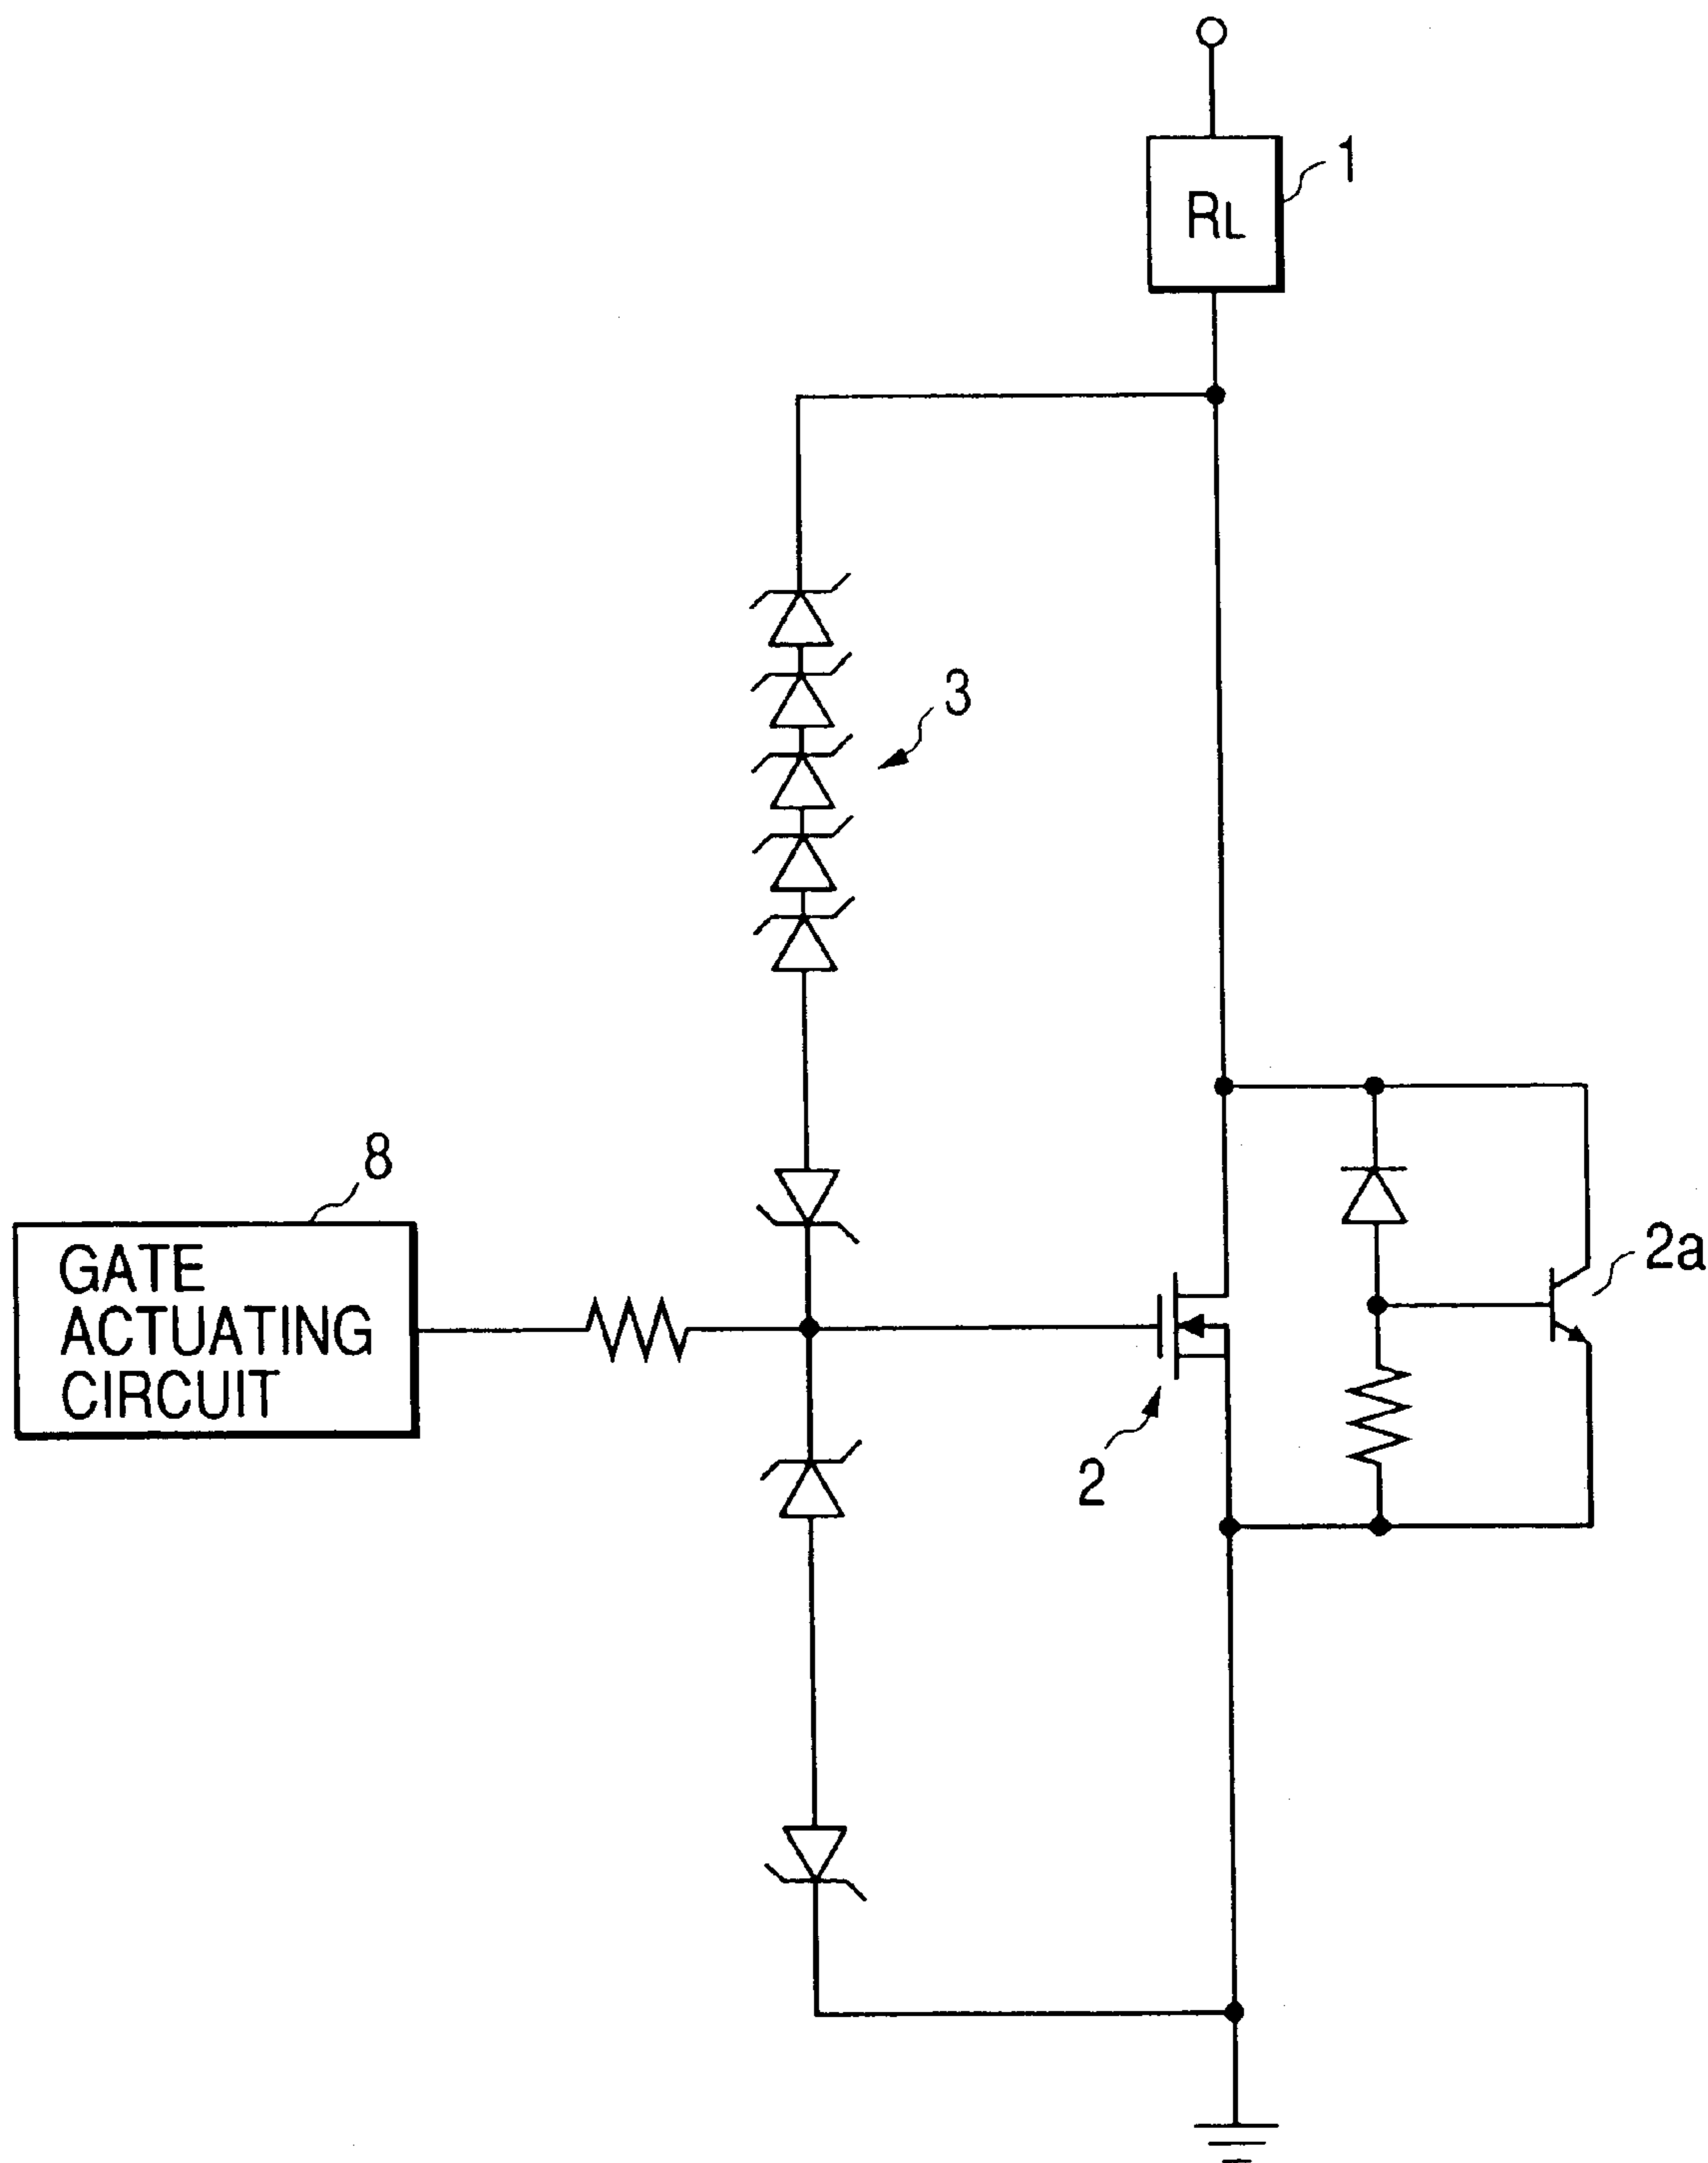 1
RL
3
8
GATE
ACTUATING
CIRCUIT
2a
2